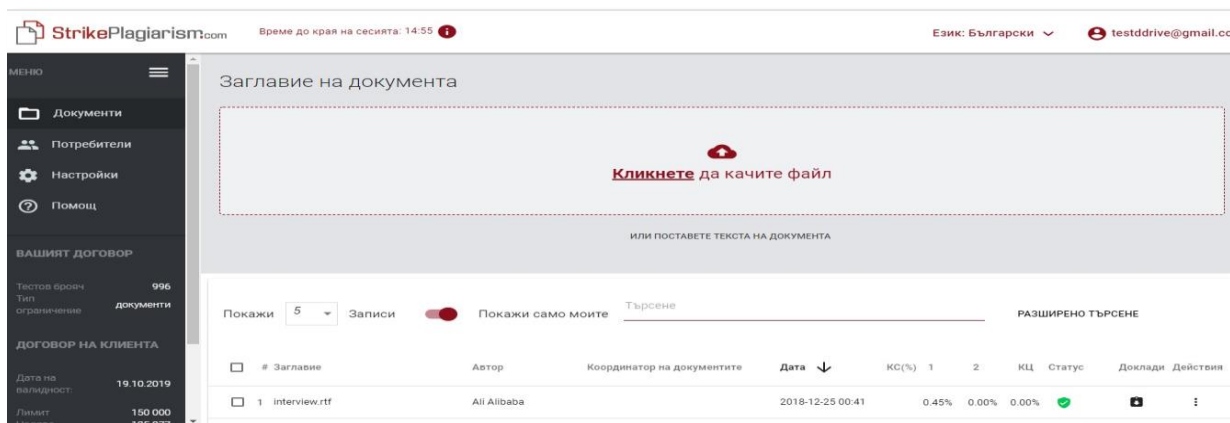 StrikePlagiarism.com
Време до края на сесията: 14:55
Език: Български
testddrive@gmail.co
МЕНЮ
Документи
Потребители
Настройки
Помощ
ВАШИЯТ ДОГОВОР
Тестов брояч 996
Тип ограничение документи
ДОГОВОР НА КЛИЕНТА
Дата на валидност: 19.10.2019
Лимит 150 000
Заглавие на документа
Кликнете да качите файл
ИЛИ ПОСТАВЕТЕ ТЕКСТА НА ДОКУМЕНТА
Покажи 5 Записи Покажи само моите Търсене РАЗШИРЕНО ТЪРСЕНЕ
# Заглавие Автор Координатор на документите Дата КС(%) 1 2 КЦ Статус Доклади Действия
1 interview.rtf Ali Alibaba 2018-12-25 00:41 0.45% 0.00% 0.00%